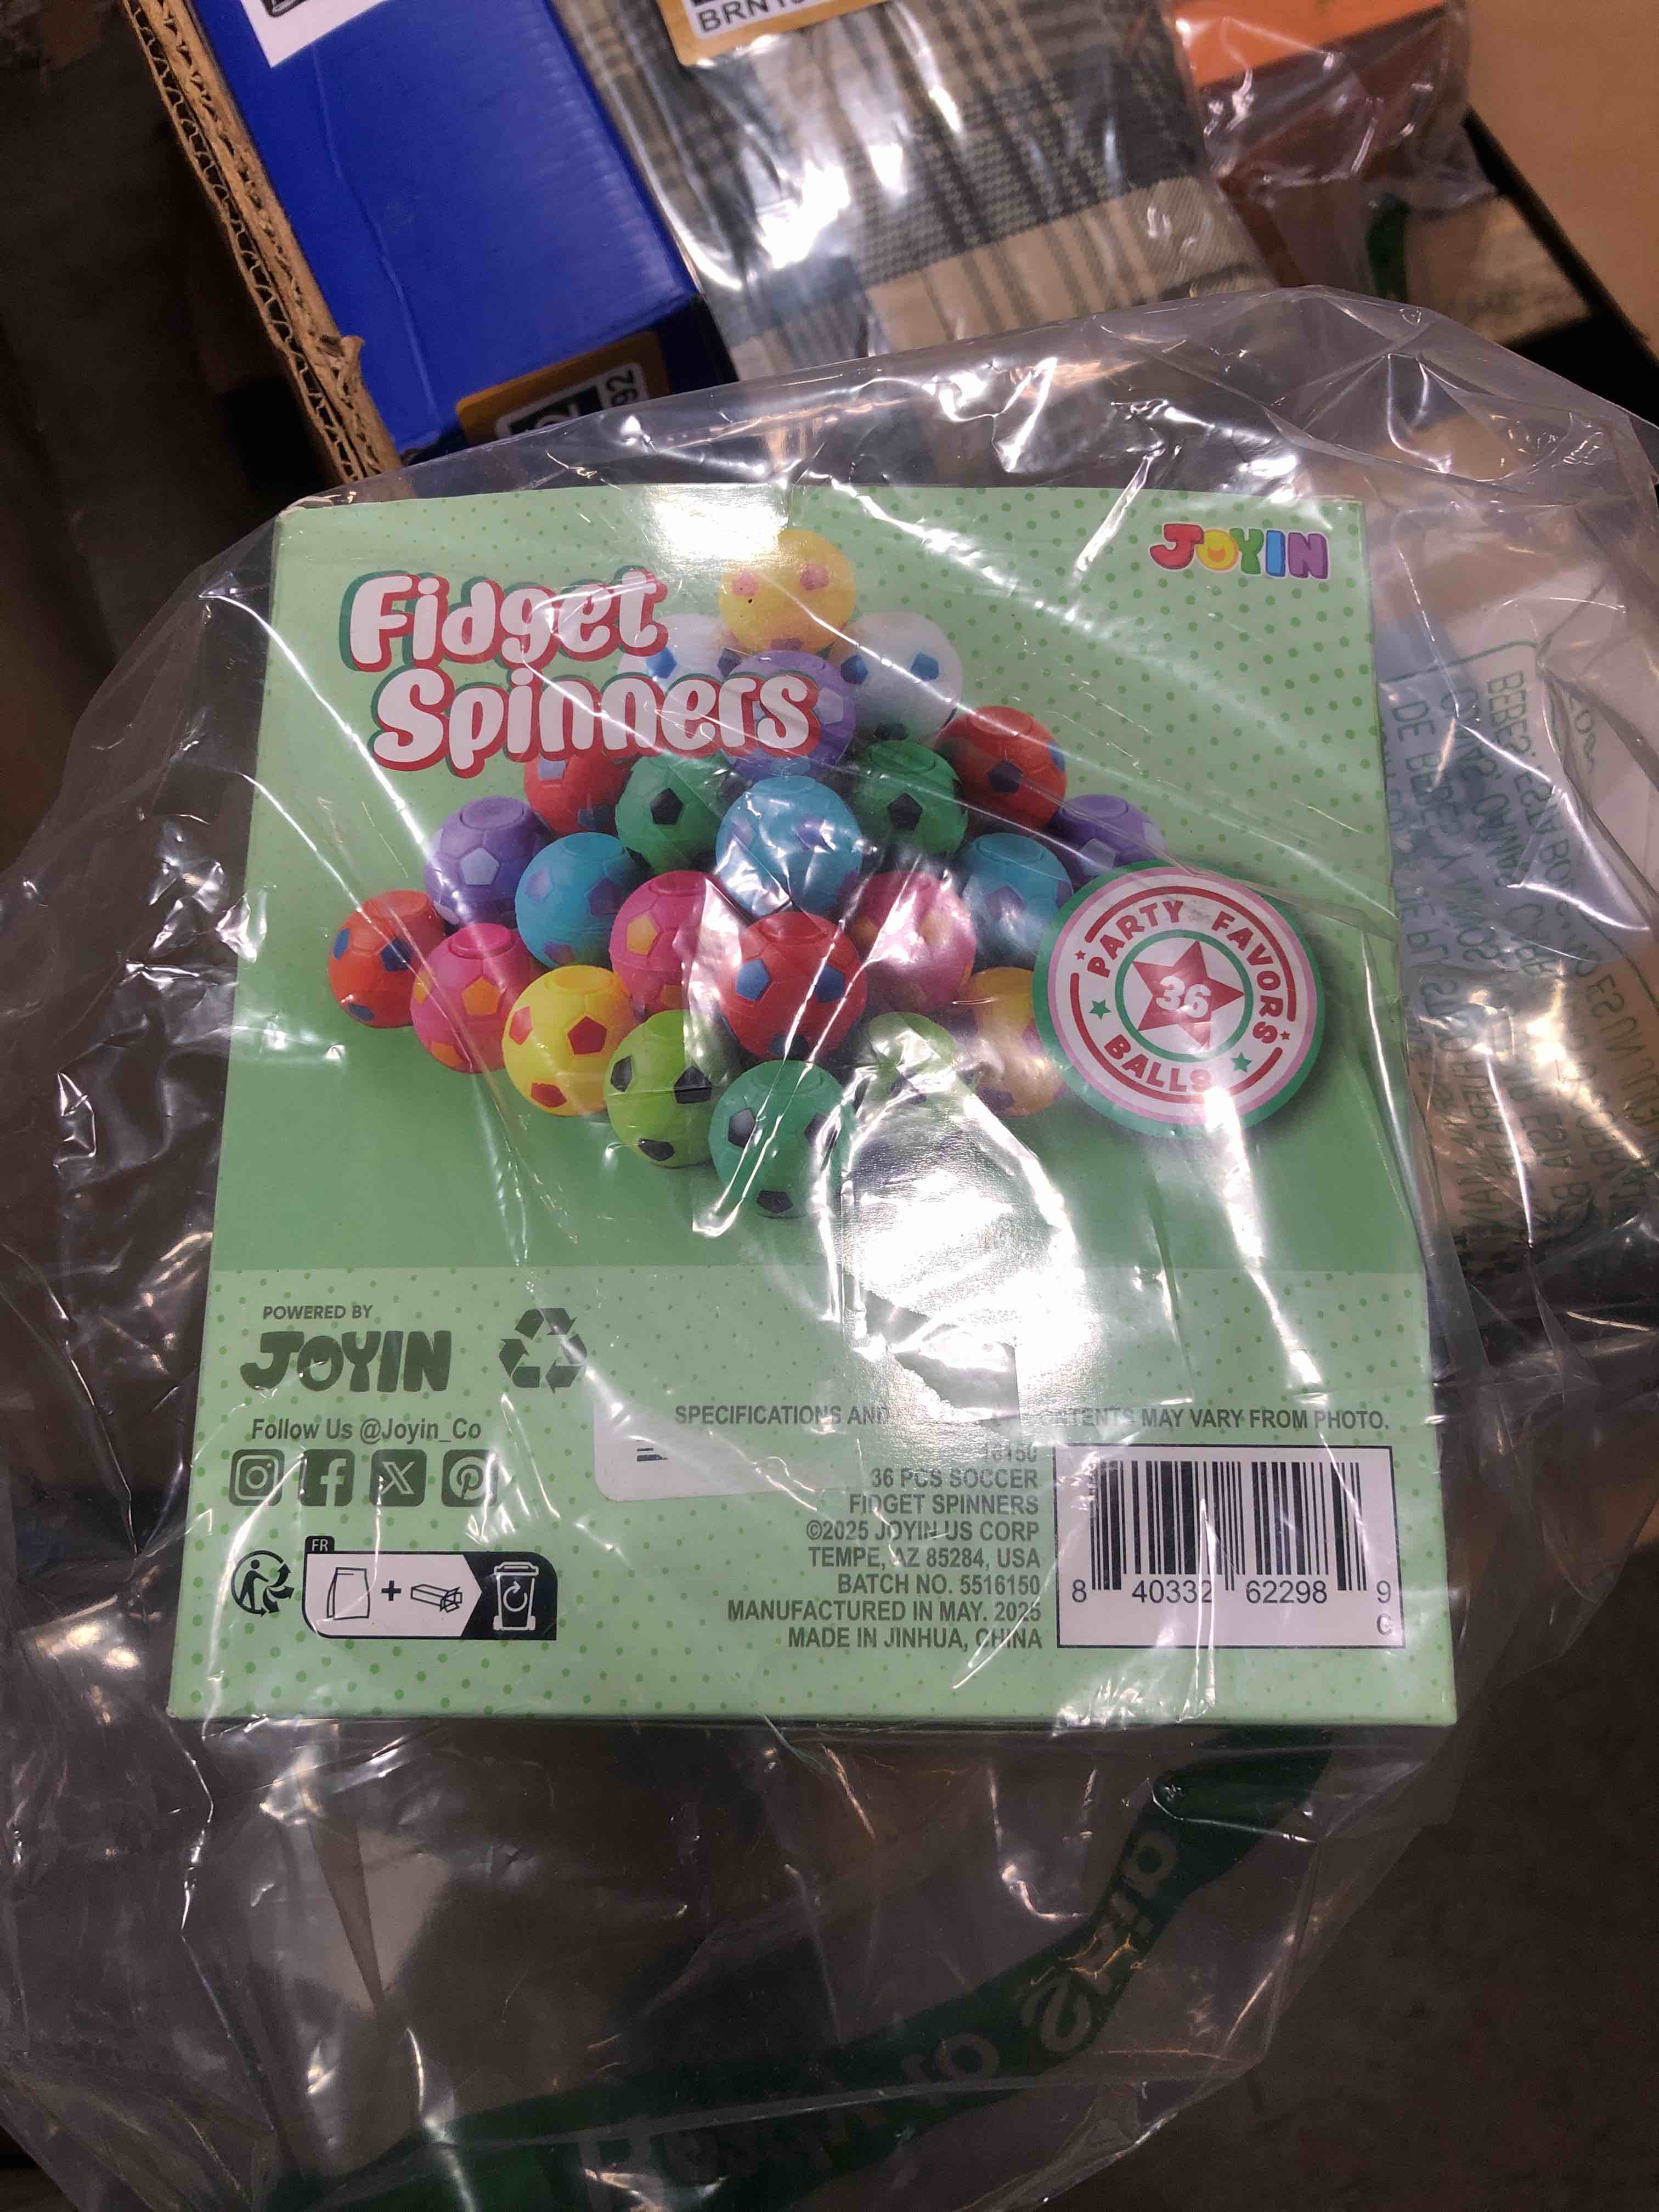 BRN
92
JOYIN
Fidget
Spinners
PARTY FAVORS
36
BALLS
POWERED BY
JOYIN
Follow Us @Joyin_Co
SPECIFICATIONS AND CONTENTS MAY VARY FROM PHOTO.
16150
36 PCS SOCCER
FIDGET SPINNERS
©2025 JOYIN US CORP
TEMPE, AZ 85284, USA
BATCH NO. 5516150
MANUFACTURED IN MAY. 2025
MADE IN JINHUA, CHINA
8 40332 62298 9
C
FR